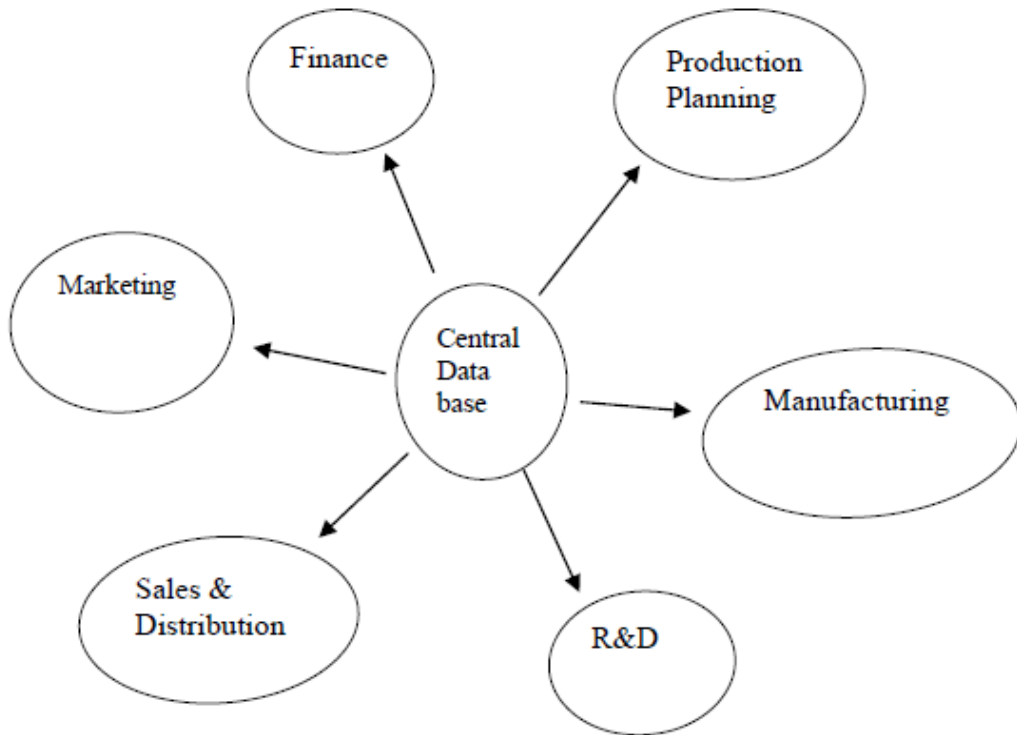 Finance
Production
Planning
Marketing
Central
Data
base
Manufacturing
Sales &
Distribution
R&D